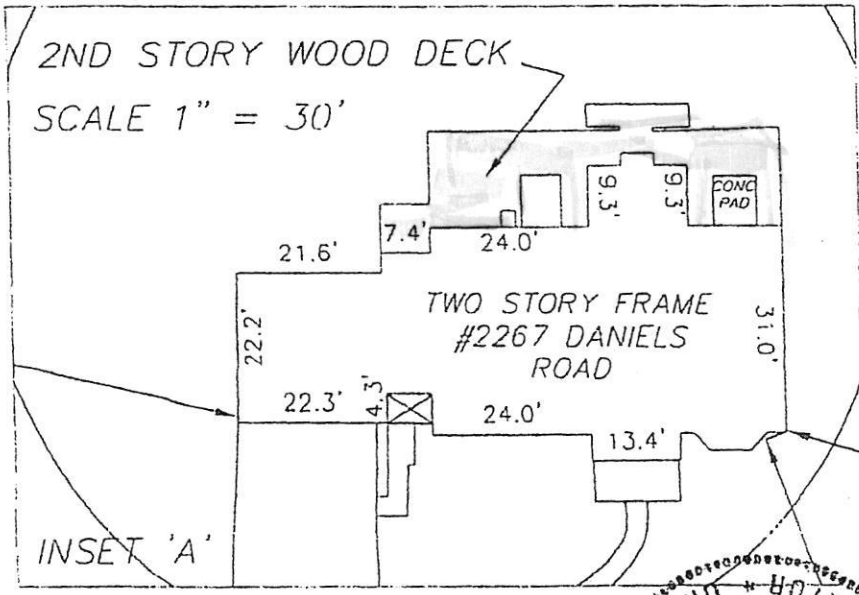 2ND STORY WOOD DECK
SCALE 1" = 30'
CONC
PAD
9.3'
9.3'
7.4'
24.0'
21.6'
TWO STORY FRAME
#2267 DANIELS
ROAD
22.2'
31.0'
22.3'
4.3'
24.0'
13.4'
INSET 'A'